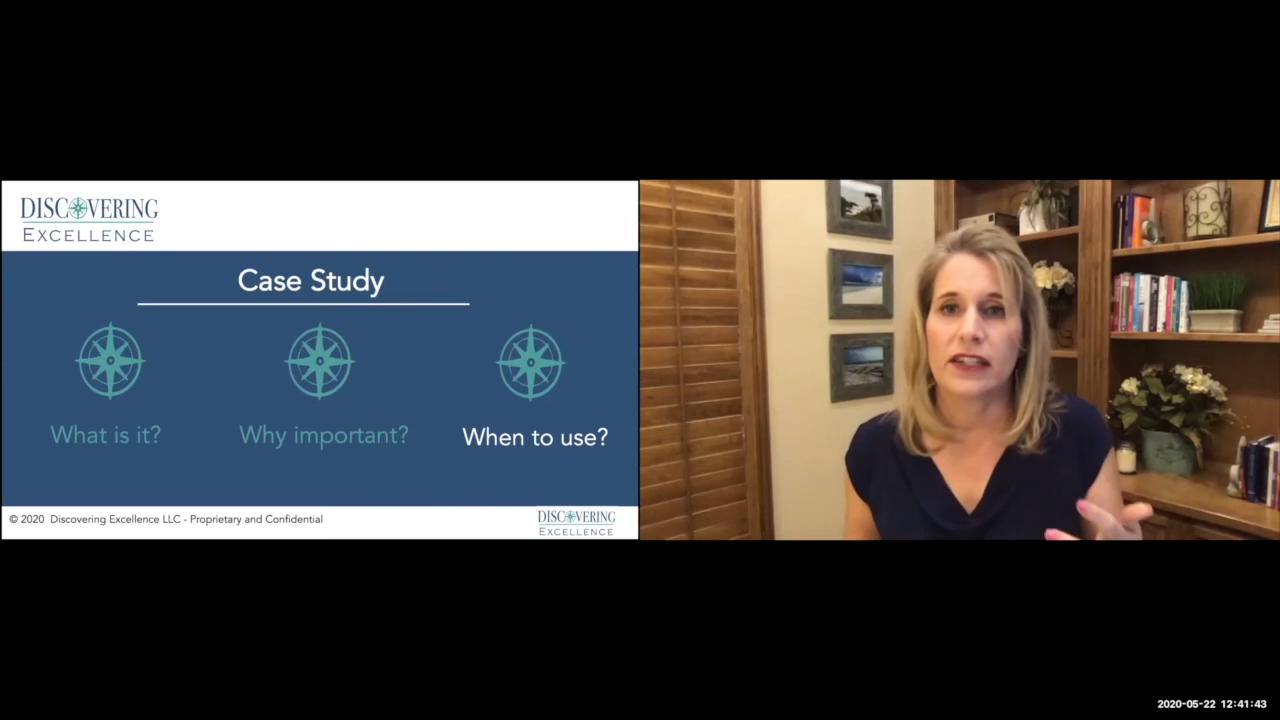 DISCOVERING
EXCELLENCE
Case Study
What is it?
Why important?
When to use?
© 2020 Discovering Excellence LLC - Proprietary and Confidential
DISCOVERING
EXCELLENCE
2020-05-22 12:41:43